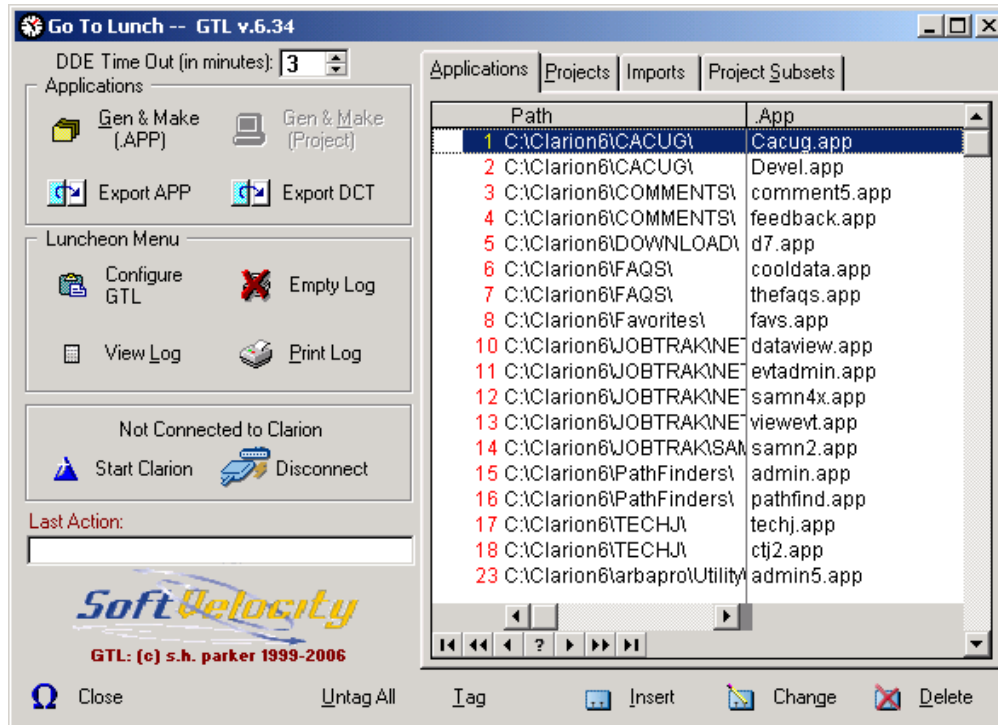 Go To Lunch -- GTL v.6.34
DDE Time Out (in minutes): 3
Applications
Gen & Make (.APP)
Gen & Make (Project)
Export APP
Export DCT
Luncheon Menu
Configure GTL
Empty Log
View Log
Print Log
Not Connected to Clarion
Start Clarion
Disconnect
Last Action:
SoftVelocity
GTL: (c) s.h. parker 1999-2006
Applications Projects Imports Project Subsets
Path .App
1 C:\Clarion6\CACUG\ Cacug.app
2 C:\Clarion6\CACUG\ Devel.app
3 C:\Clarion6\COMMENTS\ comment5.app
4 C:\Clarion6\COMMENTS\ feedback.app
5 C:\Clarion6\DOWNLOAD\ d7.app
6 C:\Clarion6\FAQS\ cooldata.app
7 C:\Clarion6\FAQS\ thefaqs.app
8 C:\Clarion6\Favorites\ favs.app
10 C:\Clarion6\JOBTRAK\NET dataview.app
11 C:\Clarion6\JOBTRAK\NET evtadmin.app
12 C:\Clarion6\JOBTRAK\NET samn4x.app
13 C:\Clarion6\JOBTRAK\NET viewevt.app
14 C:\Clarion6\JOBTRAK\SAM samn2.app
15 C:\Clarion6\PathFinders\ admin.app
16 C:\Clarion6\PathFinders\ pathfind.app
17 C:\Clarion6\TECHJ\ techj.app
18 C:\Clarion6\TECHJ\ ctj2.app
23 C:\Clarion6\arbapro\Utility\ admin5.app
?
Close Untag All Tag Insert Change Delete